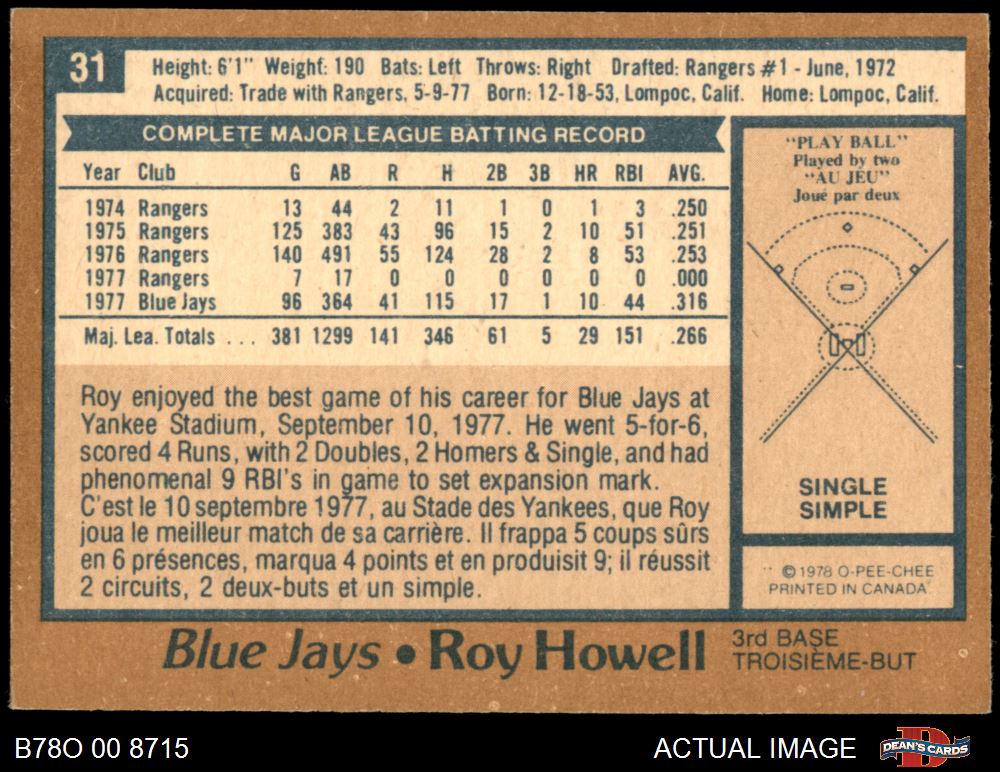 31
Height: 6'1" Weight: 190 Bats: Left Throws: Right Drafted: Rangers #1 - June, 1972
Acquired: Trade with Rangers, 5-9-77 Born: 12-18-53, Lompoc, Calif. Home: Lompoc, Calif.
COMPLETE MAJOR LEAGUE BATTING RECORD
Year Club G AB R H 2B 3B HR RBI AVG.
1974 Rangers 13 44 2 11 1 0 1 3 .250
1975 Rangers 125 383 43 96 15 2 10 51 .251
1976 Rangers 140 491 55 124 28 2 8 53 .253
1977 Rangers 7 17 0 0 0 0 0 0 .000
1977 Blue Jays 96 364 41 115 17 1 10 44 .316
Maj. Lea. Totals ... 381 1299 141 346 61 5 29 151 .266
Roy enjoyed the best game of his career for Blue Jays at
Yankee Stadium, September 10, 1977. He went 5-for-6,
scored 4 Runs, with 2 Doubles, 2 Homers & Single, and had
phenomenal 9 RBI's in game to set expansion mark.
C'est le 10 septembre 1977, au Stade des Yankees, que Roy
joua le meilleur match de sa carrière. Il frappa 5 coups sûrs
en 6 présences, marqua 4 points et en produisit 9; il réussit
2 circuits, 2 deux-buts et un simple.
"PLAY BALL"
Played by two
"AU JEU"
Joué par deux
SINGLE
SIMPLE
©1978 O-PEE-CHEE
PRINTED IN CANADA
Blue Jays • Roy Howell
3rd BASE
TROISIÈME-BUT
B78O 00 8715
ACTUAL IMAGE
DEAN'S CARDS